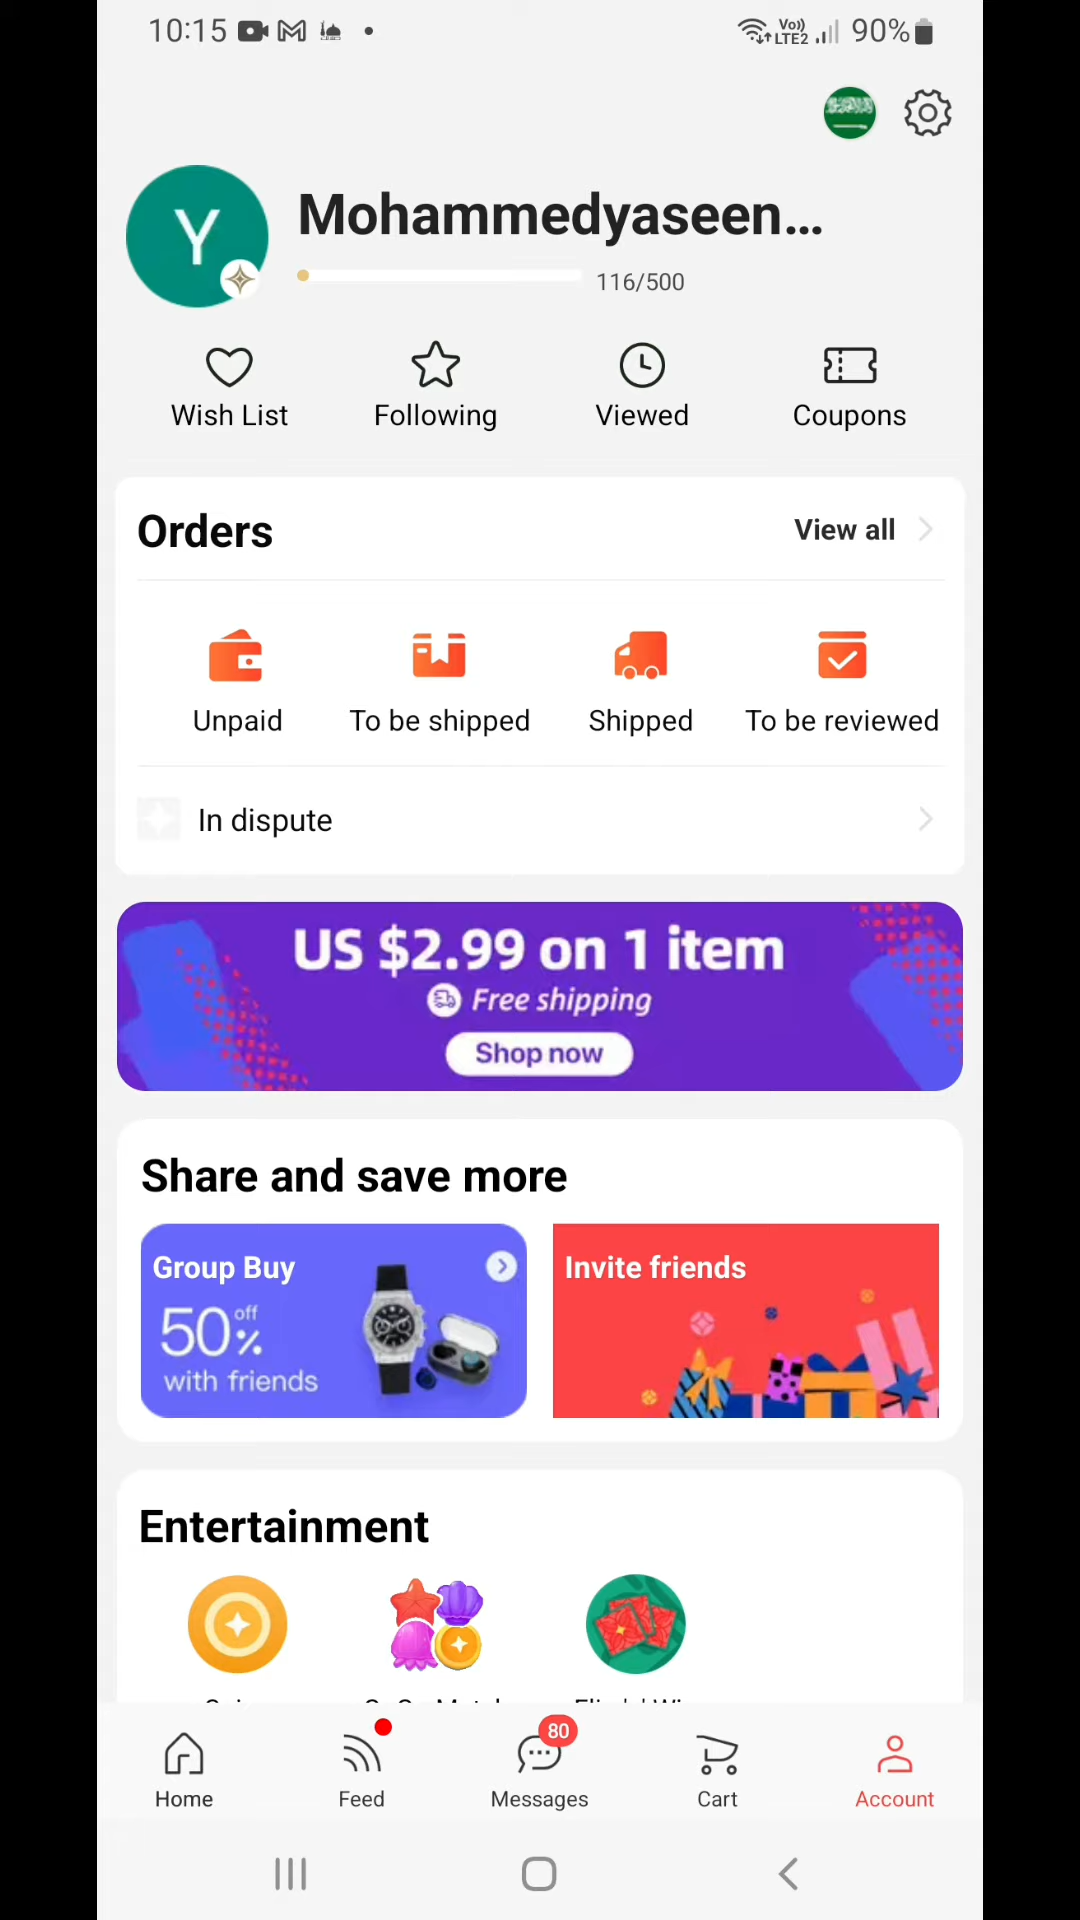 10:15
Vo)) LTE2 90%
Y
Mohammedyaseen...
116/500
Wish List Following Viewed Coupons
Orders View all
Unpaid To be shipped Shipped To be reviewed
In dispute
US $2.99 on 1 item
Free shipping
Shop now
Share and save more
Group Buy
50% off
with friends
Invite friends
Entertainment
80
Home Feed Messages Cart Account